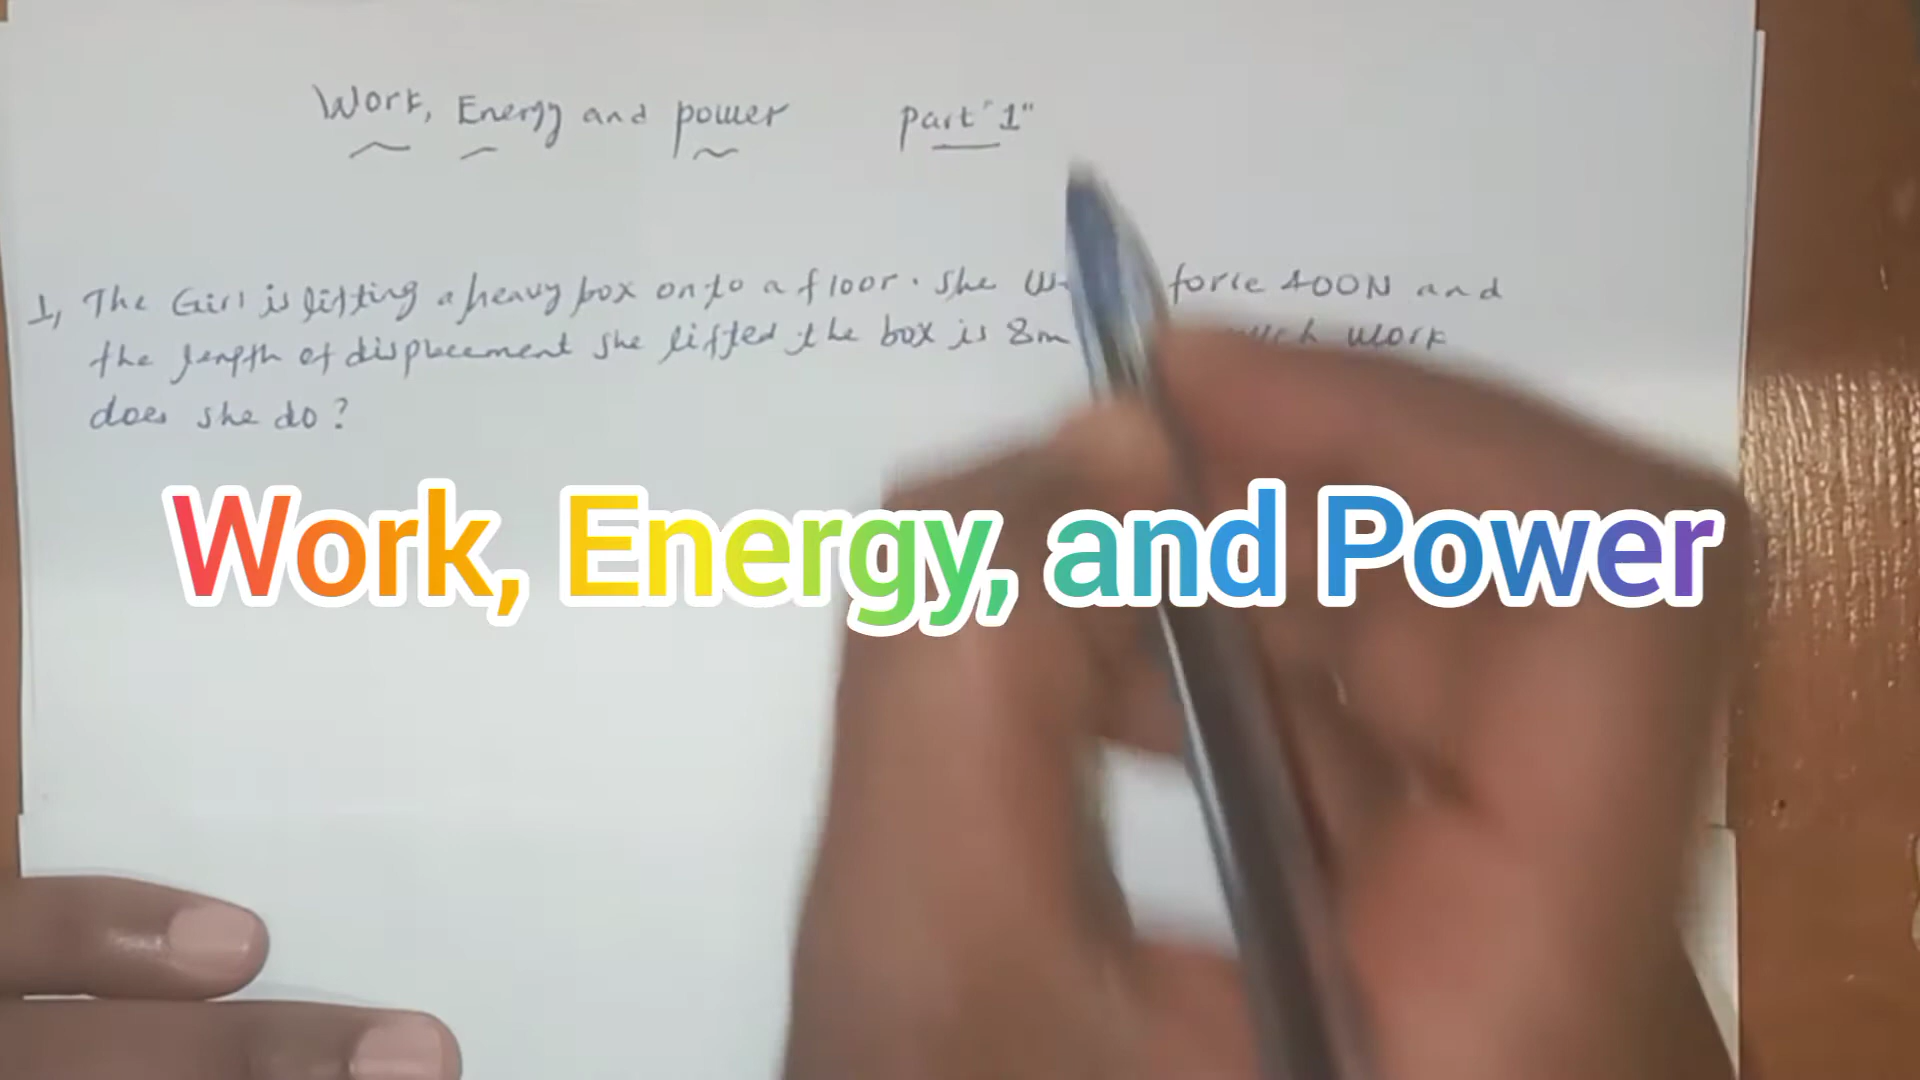 Work, Energy and power Part "1"
1, The Girl is lifting a heavy box onto a floor. She force 400N and
the length of displecement she lifted the box is 8m work
does she do?
Work, Energy, and Power